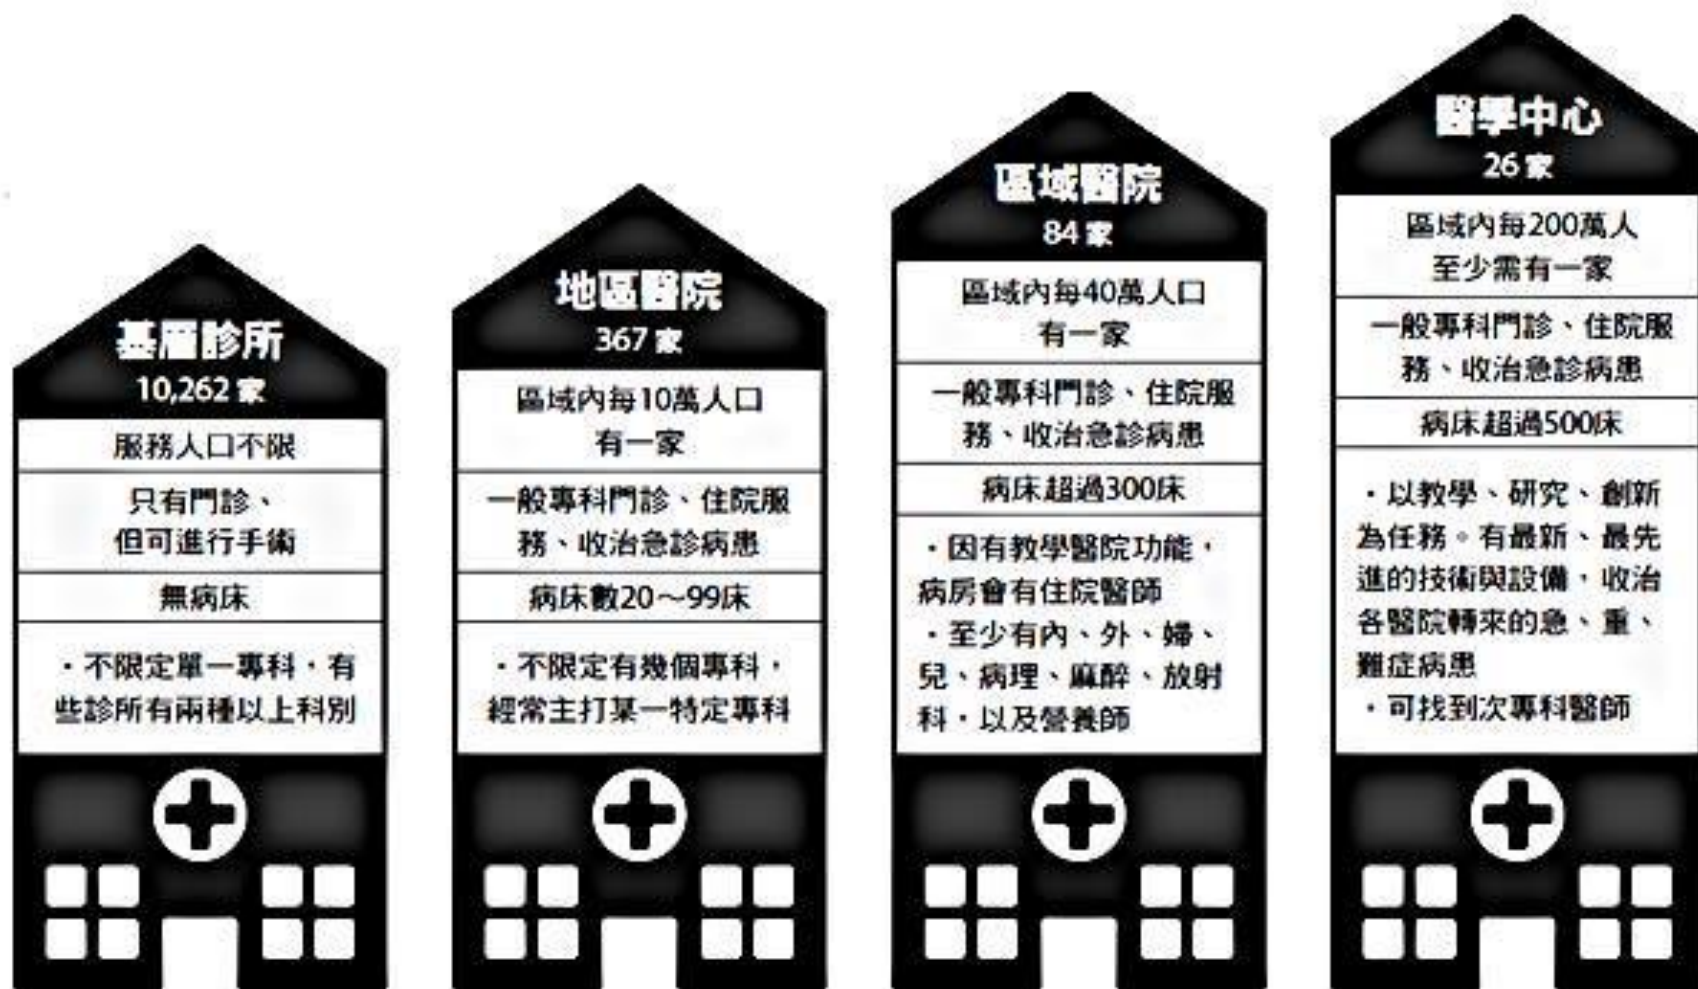 基層診所
10,262 家
服務人口不限
只有門診、
但可進行手術
無病床
・不限定單一專科,有
些診所有兩種以上科別
地區醫院
367 家
區域內每10萬人口
有一家
一般專科門診、住院服
務、收治急診病患
病床數20～99床
・不限定有幾個專科,
經常主打某一特定專科
區域醫院
84 家
區域內每40萬人口
有一家
一般專科門診、住院服
務、收治急診病患
病床超過300床
・因有教學醫院功能,
病房會有住院醫師
・至少有內、外、婦、
兒、病理、麻醉、放射
科,以及營養師
醫學中心
26 家
區域內每200萬人
至少需有一家
一般專科門診、住院服
務、收治急診病患
病床超過500床
・以教學、研究、創新
為任務。有最新、最先
進的技術與設備,收治
各醫院轉來的急、重、
難症病患
・可找到次專科醫師